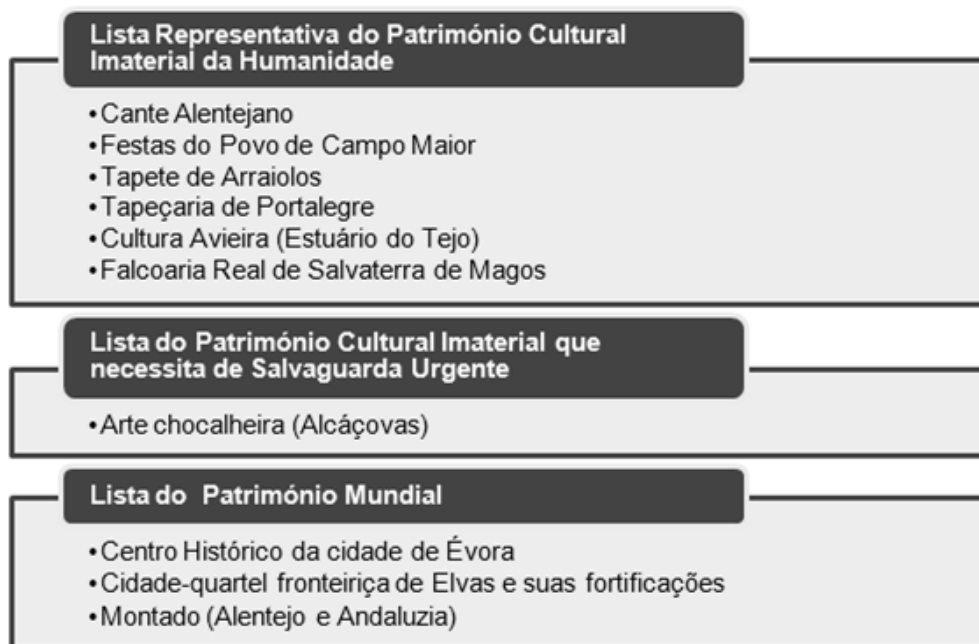 Lista Representativa do Património Cultural
Imaterial da Humanidade
•Cante Alentejano
•Festas do Povo de Campo Maior
•Tapete de Arraiolos
•Tapeçaria de Portalegre
•Cultura Avieira (Estuário do Tejo)
•Falcoaria Real de Salvaterra de Magos
Lista do Património Cultural Imaterial que
necessita de Salvaguarda Urgente
•Arte chocalheira (Alcáçovas)
Lista do Património Mundial
•Centro Histórico da cidade de Évora
•Cidade-quartel fronteiriça de Elvas e suas fortificações
•Montado (Alentejo e Andaluzia)